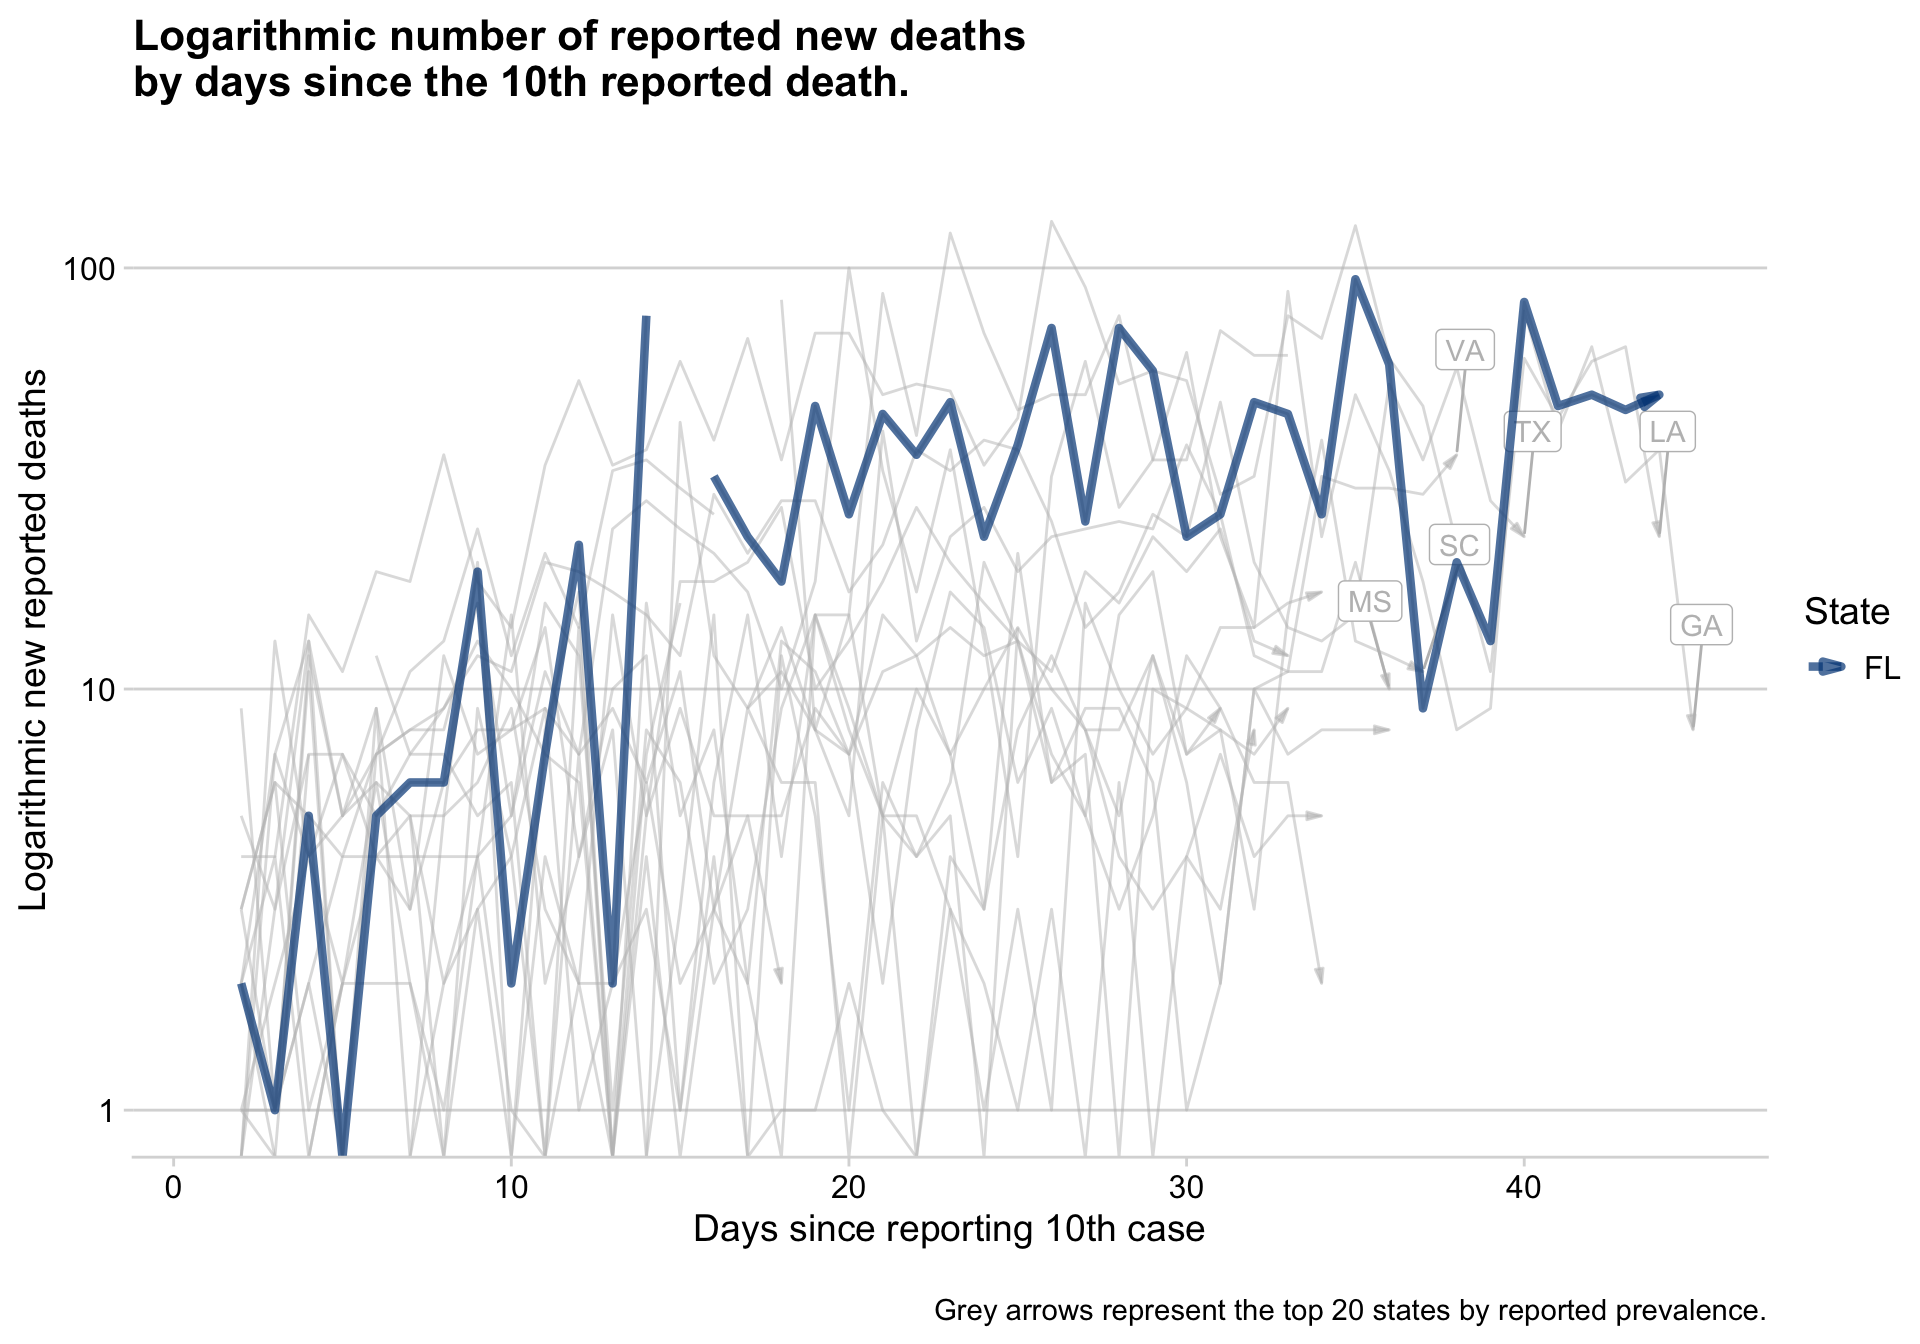 Logarithmic number of reported new deaths
by days since the 10th reported death.
Logarithmic new reported deaths
100
10
1
VA
TX
LA
SC
MS
GA
State
FL
0 10 20 30 40
Days since reporting 10th case
Grey arrows represent the top 20 states by reported prevalence.